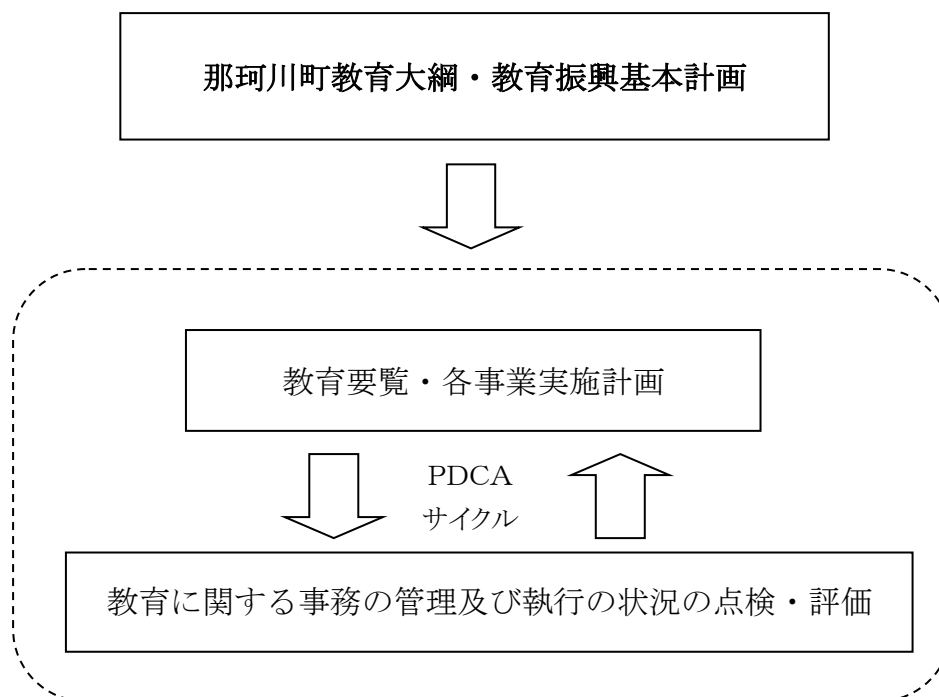 那珂川町教育大綱・教育振興基本計画
教育要覧・各事業実施計画
PDCA
サイクル
教育に関する事務の管理及び執行の状況の点検・評価